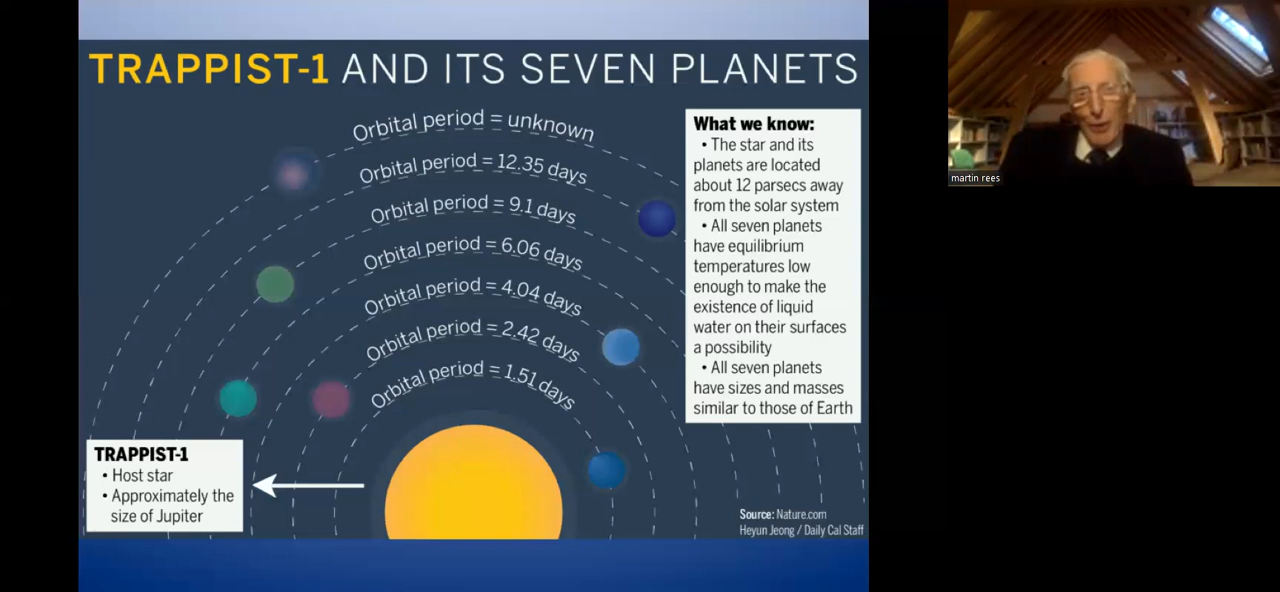 TRAPPIST-1 AND ITS SEVEN PLANETS
Orbital period = unknown
Orbital period = 12.35 days
Orbital period = 9.1 days
Orbital period = 6.06 days
Orbital period = 4.04 days
Orbital period = 2.42 days
Orbital period = 1.51 days
What we know:
• The star and its
planets are located
about 12 parsecs away
from the solar system
• All seven planets
have equilibrium
temperatures low
enough to make the
existence of liquid
water on their surfaces
a possibility
• All seven planets
have sizes and masses
similar to those of Earth
TRAPPIST-1
• Host star
• Approximately the
size of Jupiter
Source: Nature.com
Heyun Jeong / Daily Cal Staff
martin rees